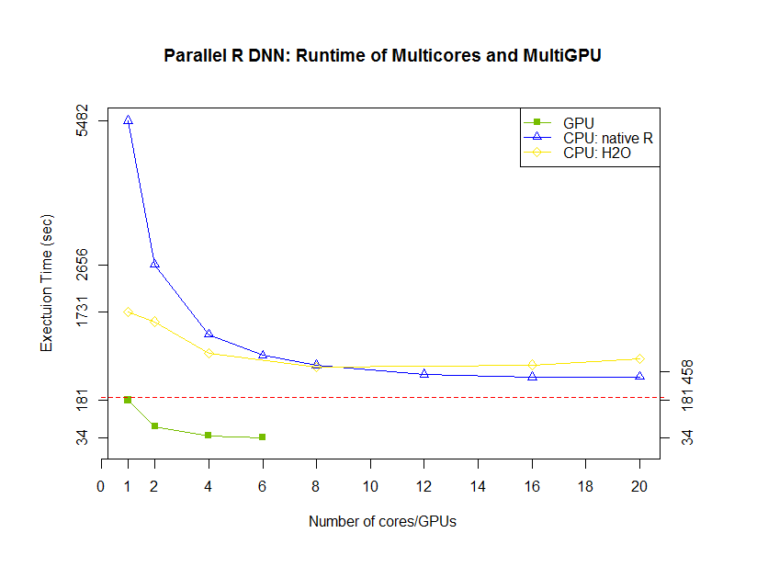 Parallel R DNN: Runtime of Multicores and MultiGPU
GPU
CPU: native R
CPU: H2O
Exectuion Time (sec)
5482
2656
1731
181
34
458
181
34
0 1 2 4 6 8 10 12 14 16 18 20
Number of cores/GPUs